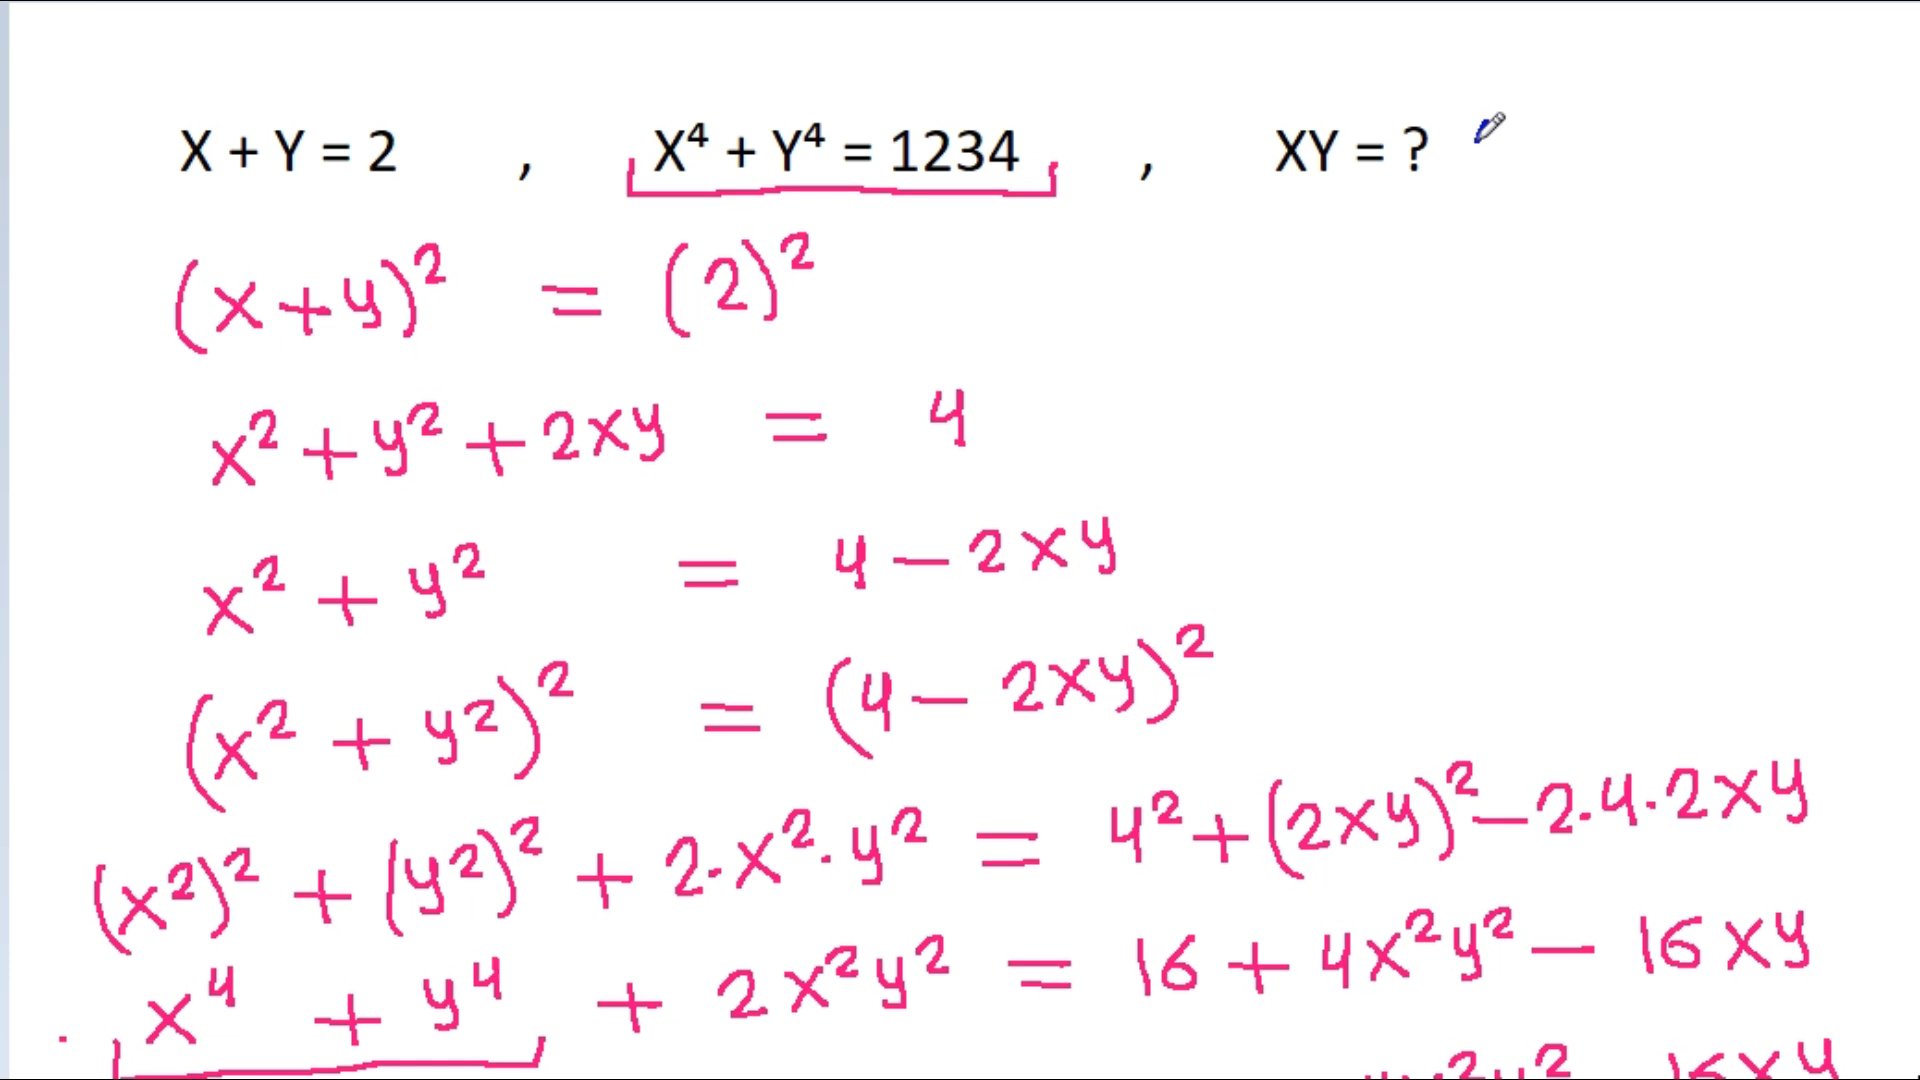 X + Y = 2 , X⁴ + Y⁴ = 1234 , XY = ?
(x+y)² = (2)²
x² + y² + 2xy = 4
x² + y² = 4 – 2xy
(x² + y²)² = (4 – 2xy)²
(x²)² + (y²)² + 2·x²·y² = 4² + (2xy)² – 2·4·2xy
x⁴ + y⁴ + 2x²y² = 16 + 4x²y² – 16xy